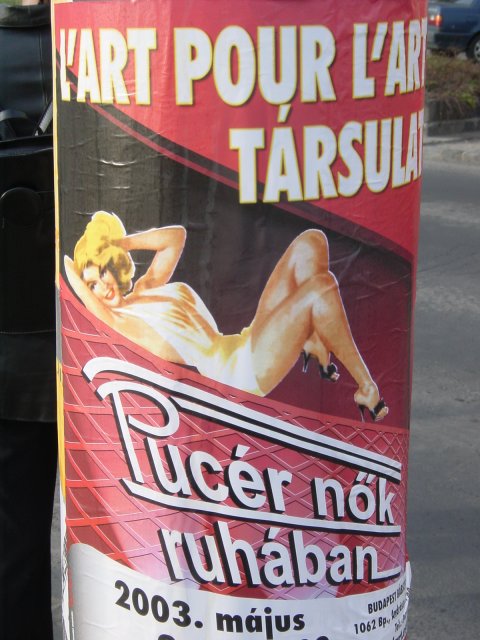 L'ART POUR L'ART
TÁRSULAT
Pucér nők
ruhában
2003. május
BUDAPEST
1062 Bp.,